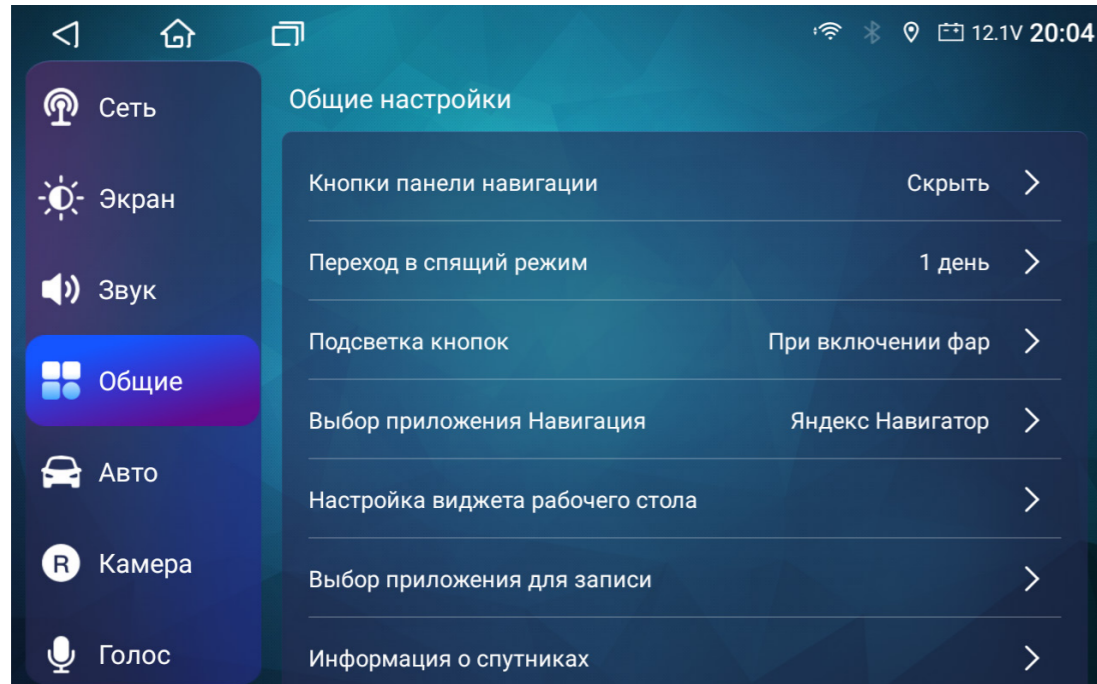 12.1V 20:04
Сеть
Экран
Звук
Общие
Авто
R Камера
Голос
Общие настройки
Кнопки панели навигации Скрыть
Переход в спящий режим 1 день
Подсветка кнопок При включении фар
Выбор приложения Навигация Яндекс Навигатор
Настройка виджета рабочего стола
Выбор приложения для записи
Информация о спутниках